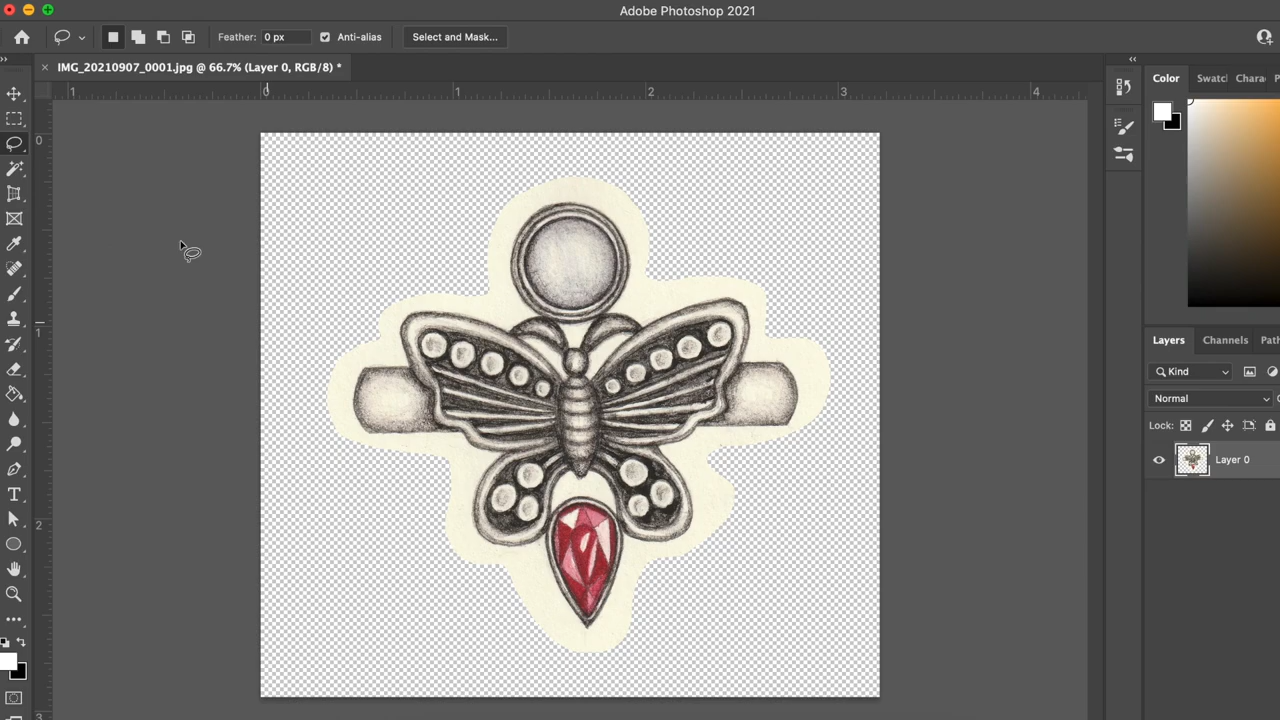 Adobe Photoshop 2021
Feather: 0 px Anti-alias Select and Mask...
IMG_20210907_0001.jpg @ 66.7% (Layer 0, RGB/8) *
1 0 1 2 3 4
0
1
2
3
Color Swatc Chara P
Layers Channels Path
Kind
Normal
Lock:
Layer 0
T